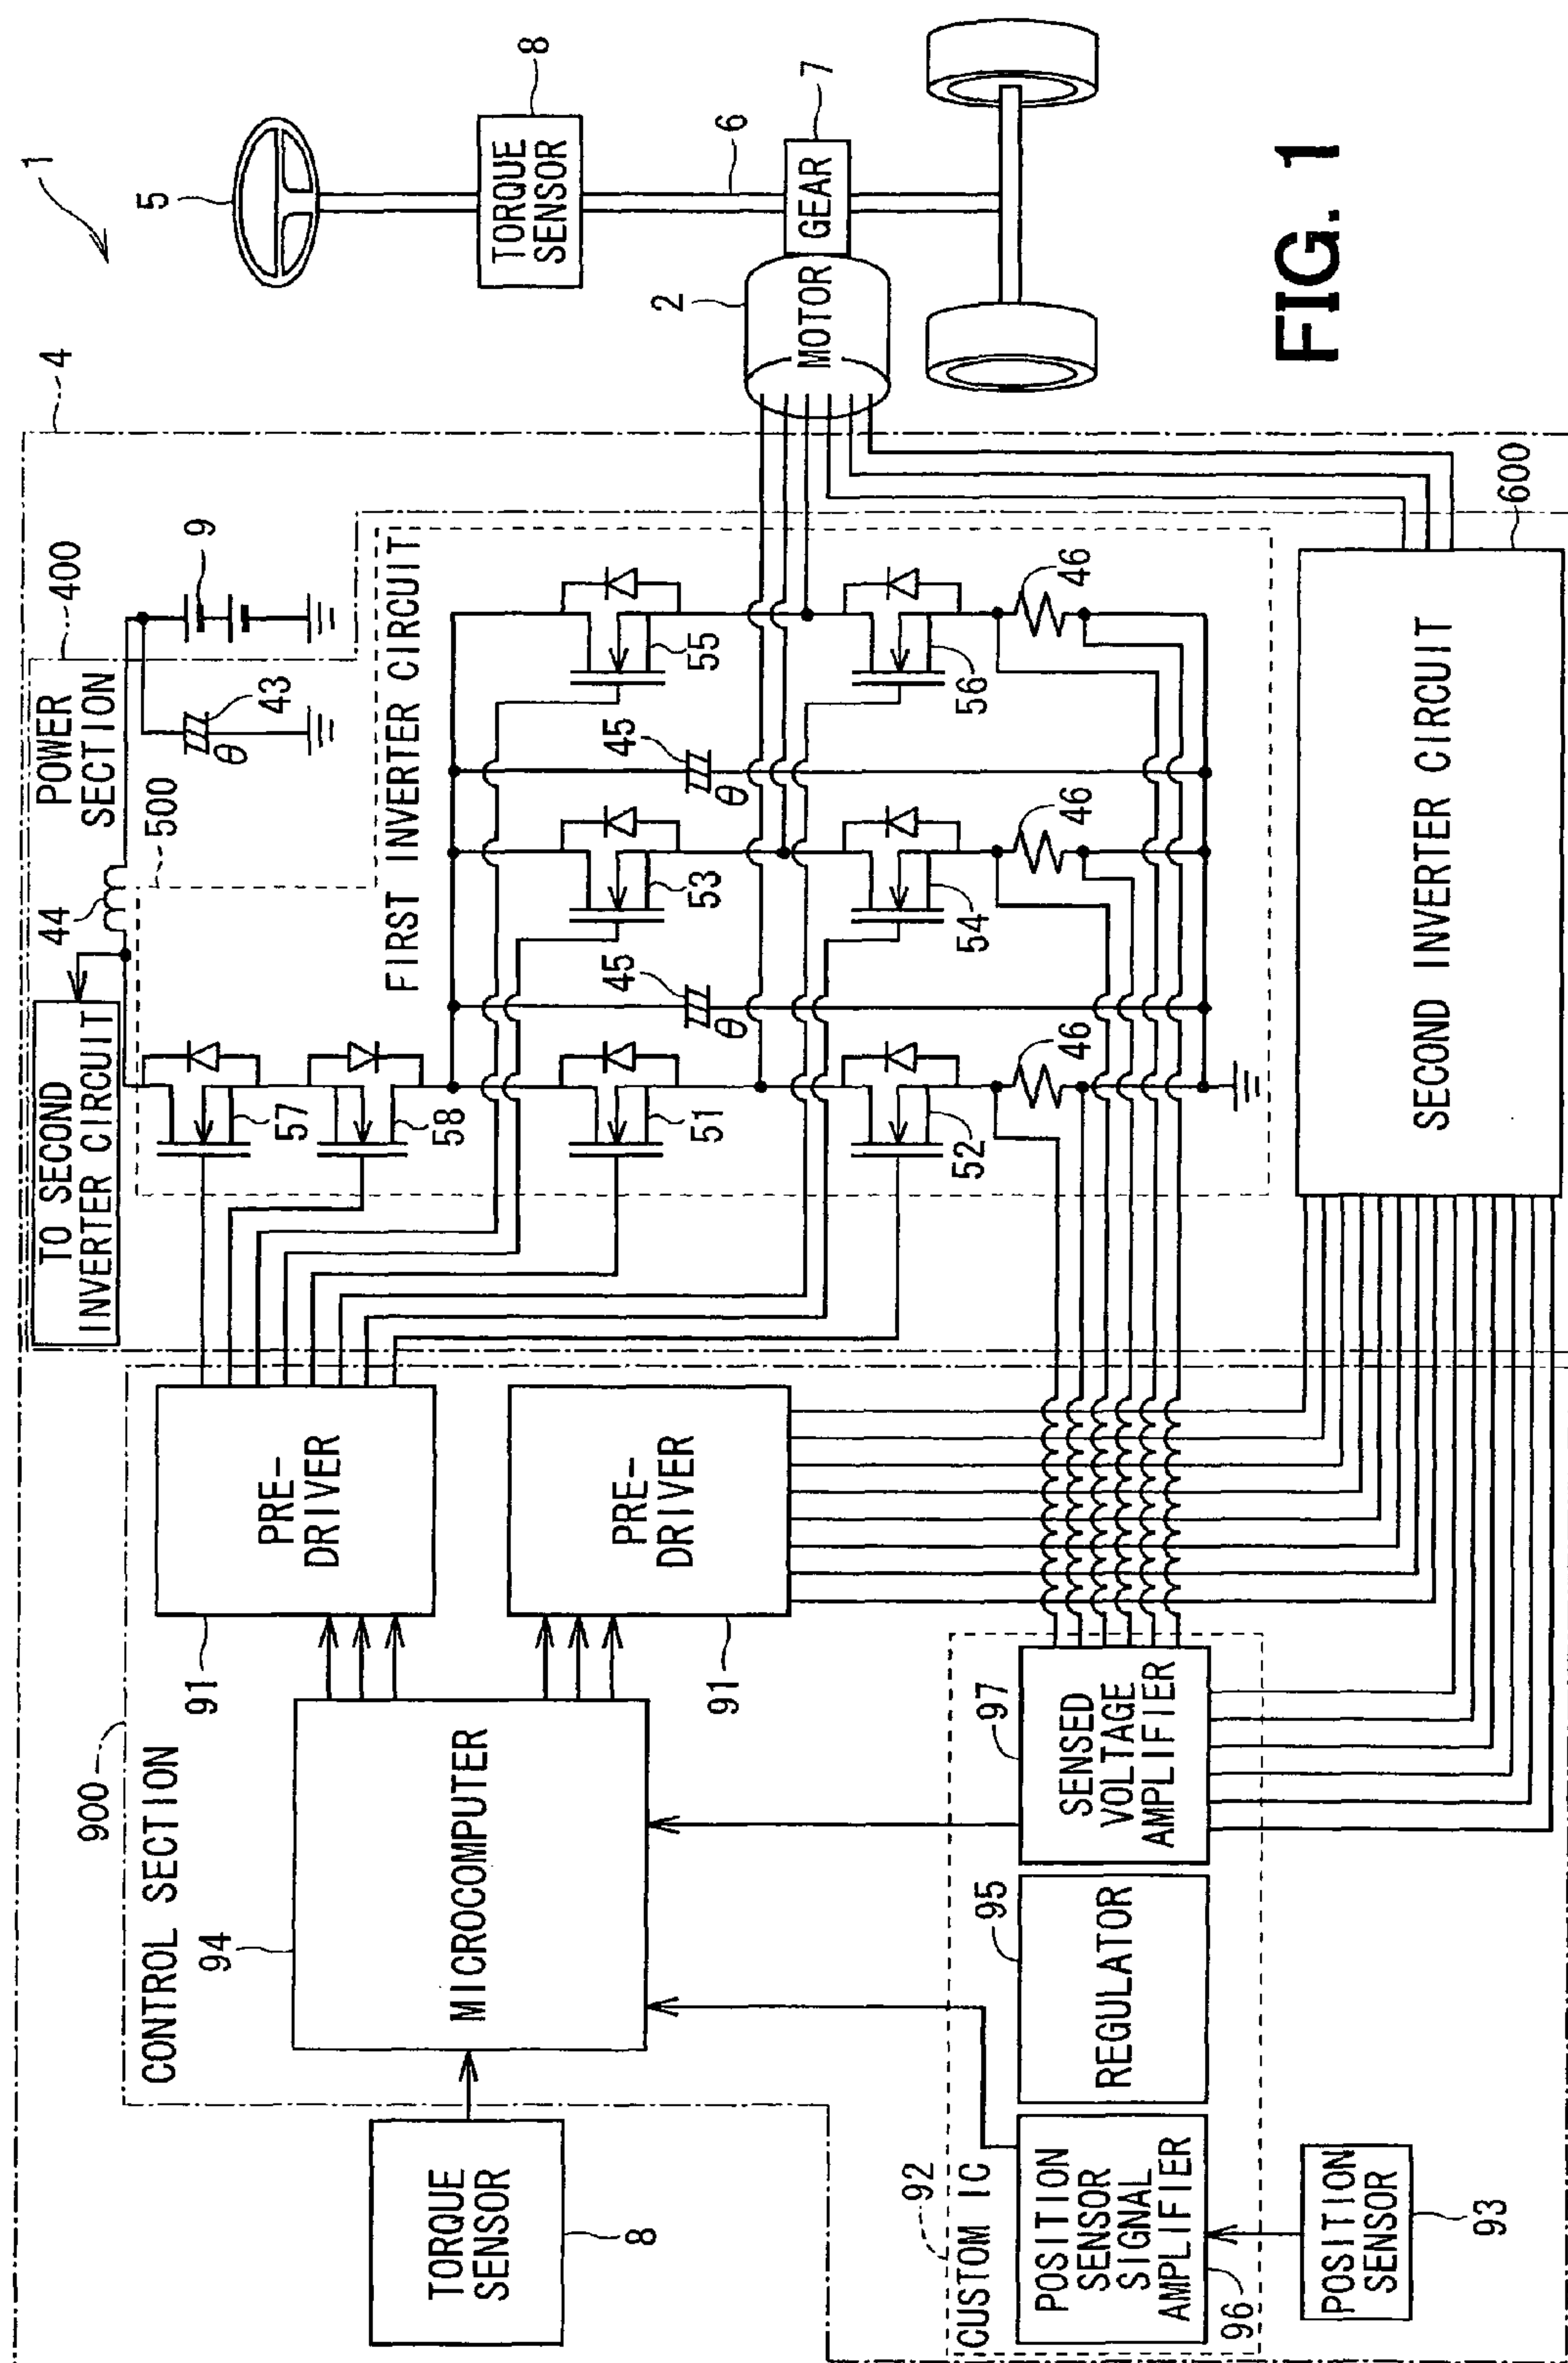 1
5
TORQUE
SENSOR
8
6
7
GEAR
MOTOR
2
FIG. 1
4
400
POWER
SECTION
9
43
θ
44
500
TO SECOND
INVERTER CIRCUIT
FIRST INVERTER CIRCUIT
57
58
51
53
55
45
θ
45
θ
52
54
56
46
46
46
SECOND INVERTER CIRCUIT
600
900
CONTROL SECTION
PRE-
DRIVER
91
PRE-
DRIVER
91
94
MICROCOMPUTER
TORQUE
SENSOR
8
92
CUSTOM IC
97
SENSED
VOLTAGE
AMPLIFIER
95
REGULATOR
POSITION
SENSOR
SIGNAL
AMPLIFIER
96
POSITION
SENSOR
93